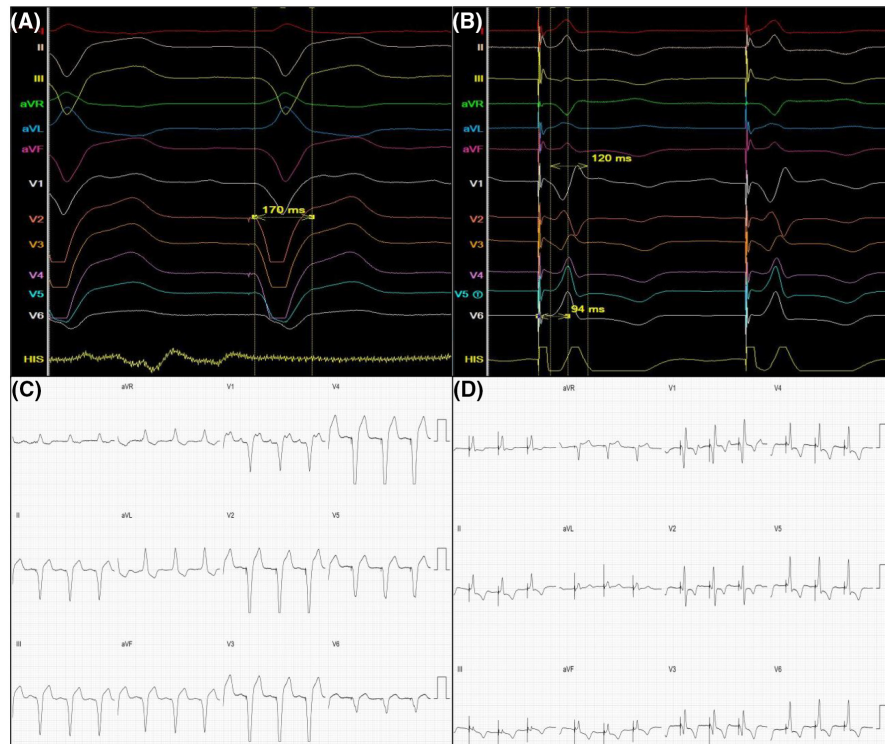 (A)
I
II
III
aVR
aVL
aVF
V1
170 ms
V2
V3
V4
V5
V6
HIS
(B)
I
II
III
aVR
aVL
aVF
120 ms
V1
V2
V3
V4
V5
94 ms
V6
HIS
(C)
aVR V1 V4
II aVL V2 V5
III aVF V3 V6
(D)
aVR V1 V4
II aVL V2 V5
III aVF V3 V6